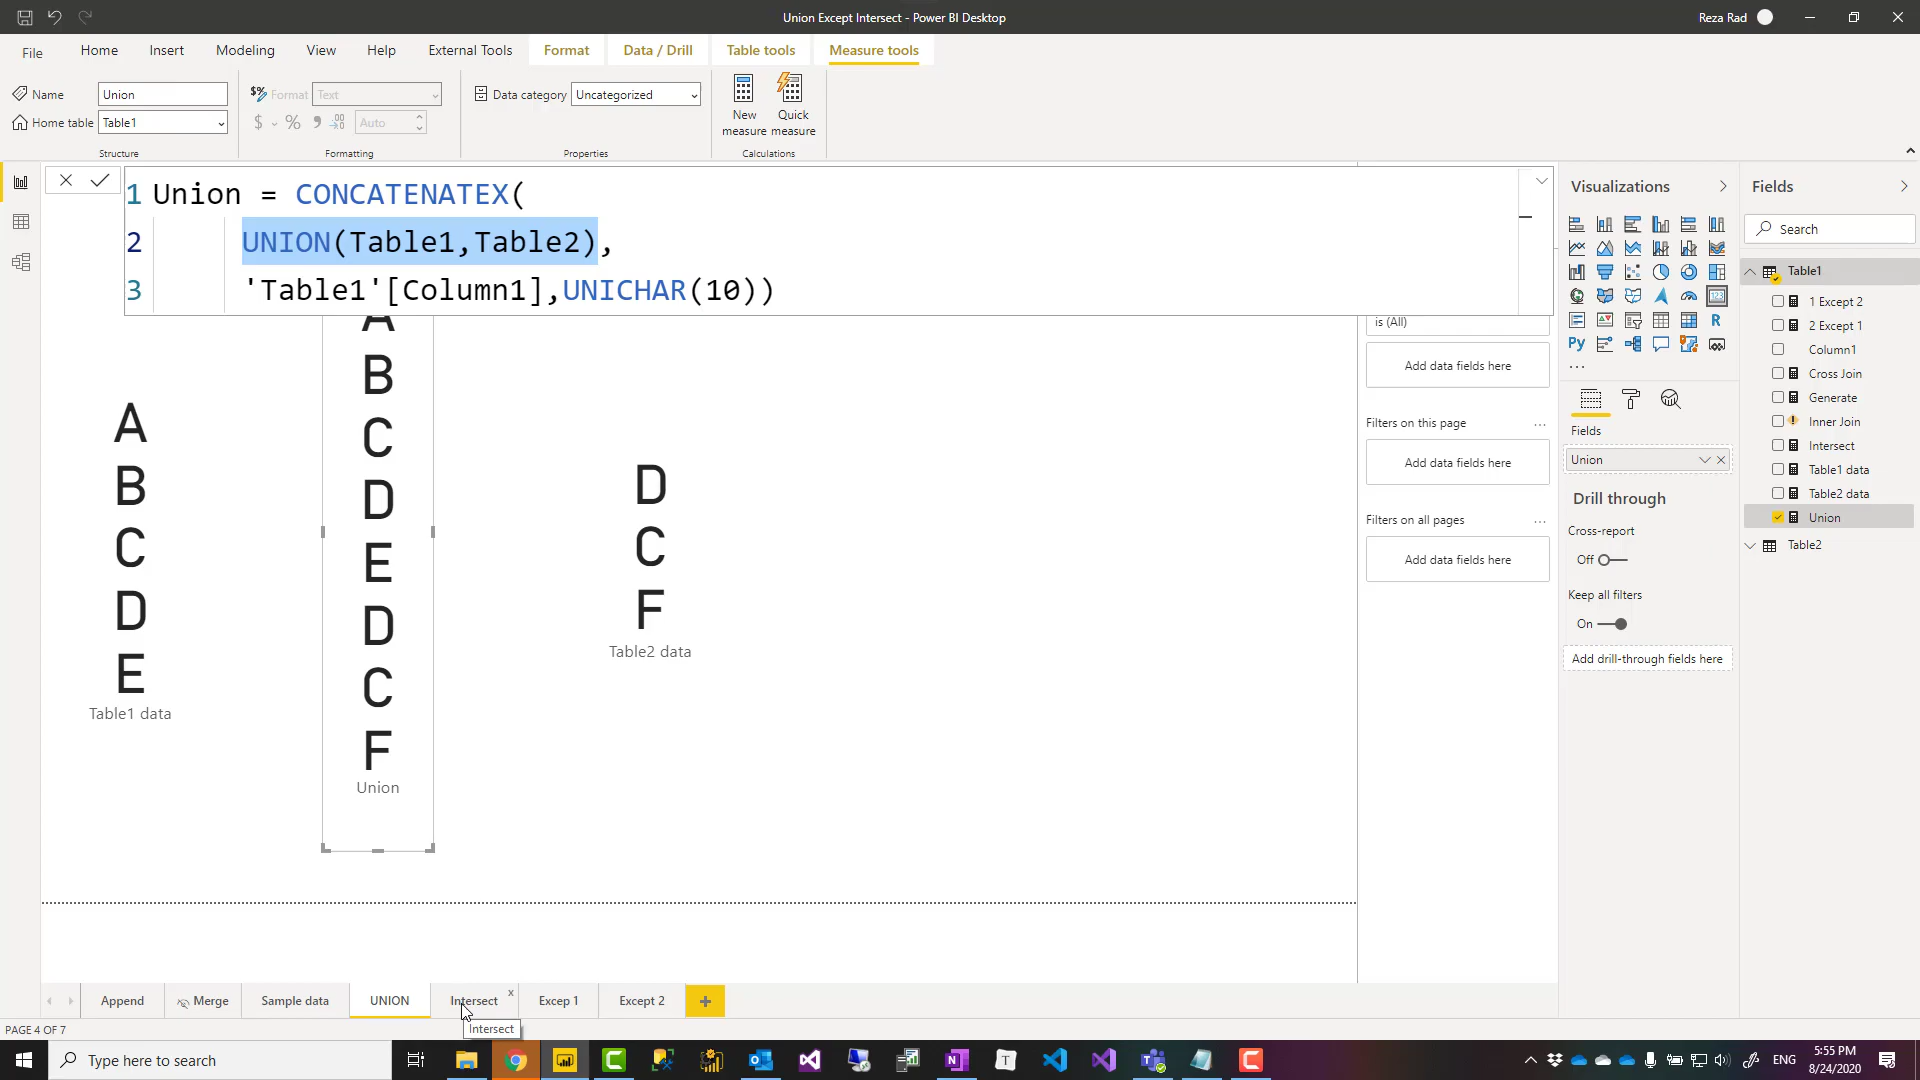 Union Except Intersect - Power BI Desktop
Reza Rad
File
Home
Insert
Modeling
View
Help
External Tools
Format
Data / Drill
Table tools
Measure tools
Name
Union
Home table
Table1
Structure
Format
Text
$
%
Auto
Formatting
Data category
Uncategorized
Properties
New measure
Quick measure
Calculations
1 Union = CONCATENATEX(
2 UNION(Table1,Table2),
3 'Table1'[Column1],UNICHAR(10))
A
B
C
D
E
Table1 data
A
B
C
D
E
D
C
F
Union
D
C
F
Table2 data
is (All)
Add data fields here
Filters on this page
Add data fields here
Filters on all pages
Add data fields here
Visualizations
R
Py
Fields
Union
Drill through
Cross-report
Off
Keep all filters
On
Add drill-through fields here
Fields
Search
Table1
1 Except 2
2 Except 1
Column1
Cross Join
Generate
Inner Join
Intersect
Table1 data
Table2 data
Union
Table2
Append
Merge
Sample data
UNION
Intersect
x
Excep 1
Except 2
+
Intersect
PAGE 4 OF 7
Type here to search
ENG
5:55 PM
8/24/2020